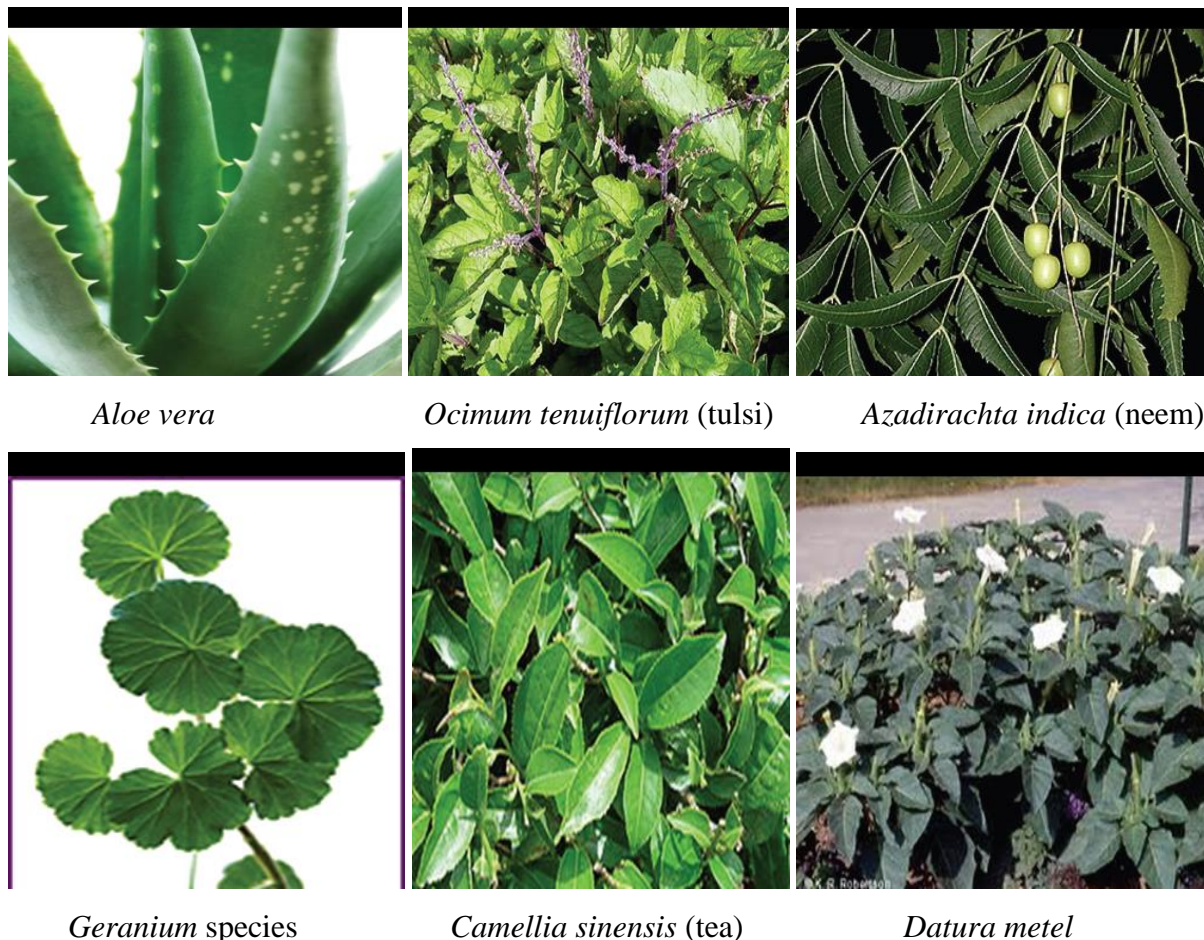 Aloe vera
Ocimum tenuiflorum (tulsi)
Azadirachta indica (neem)
Geranium species
Camellia sinensis (tea)
Datura metel